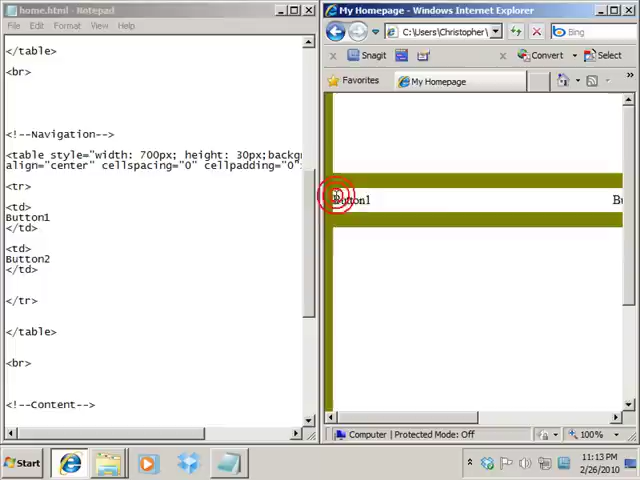 home.html - Notepad
File Edit Format View Help
</table>
<br>
<!--Navigation-->
<table style="width: 700px; height: 30px;backg
align="center" cellspacing="0" cellpadding="0"
<tr>
<td>
Button1
</td>
<td>
Button2
</td>
</tr>
</table>
<br>
<!--Content-->
My Homepage - Windows Internet Explorer
C:\Users\Christopher\
Bing
Snagit
Convert
Select
Favorites
My Homepage
Button1
Bu
Computer | Protected Mode: Off
100%
Start
11:13 PM
2/26/2010